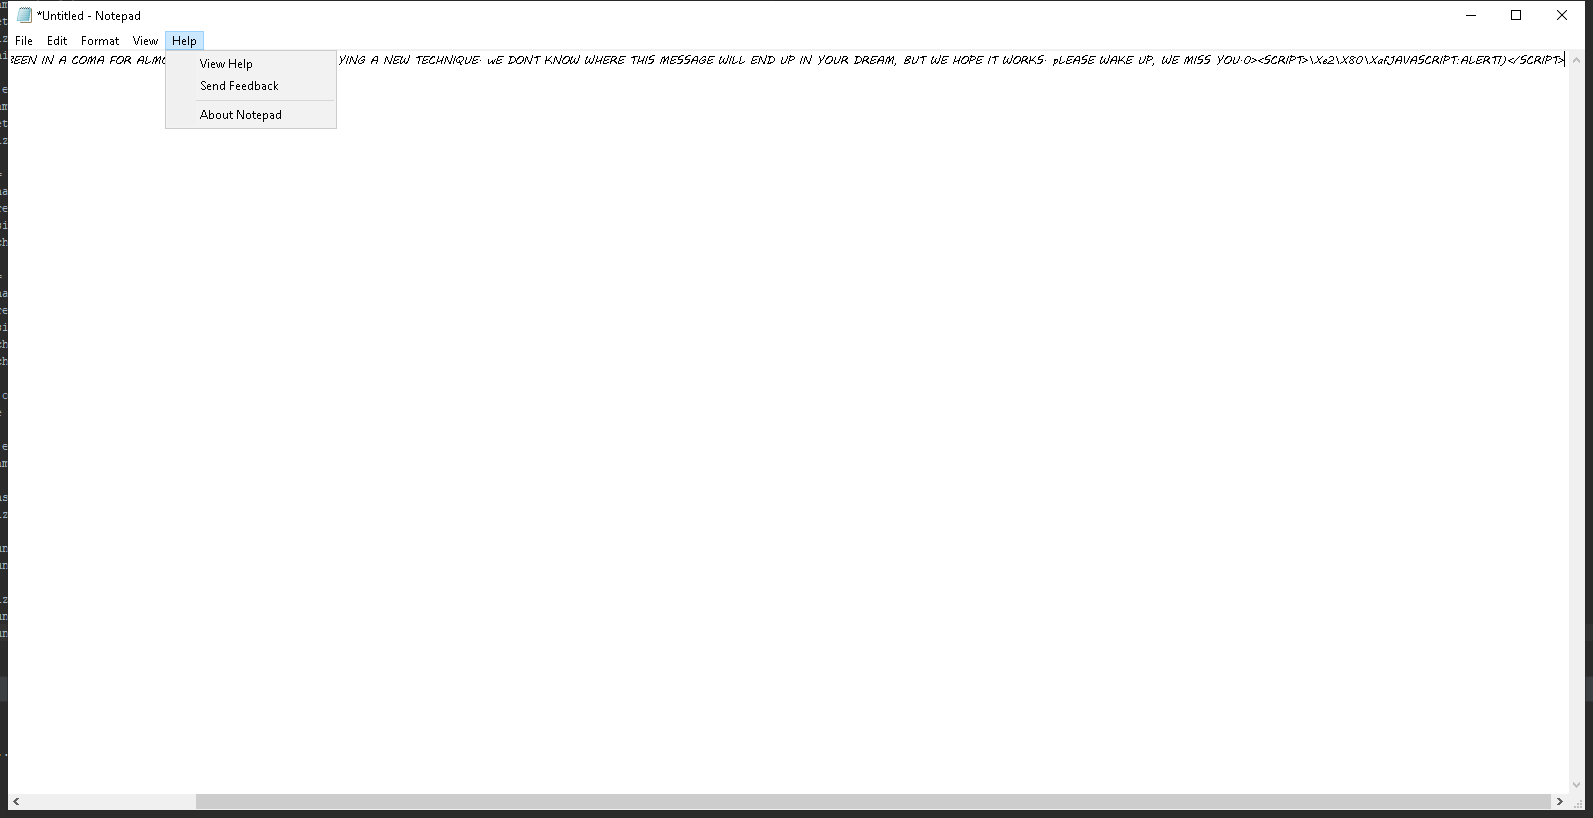 *Untitled - Notepad
File Edit Format View Help
EEN IN A COMA FOR ALMO YING A NEW TECHNIQUE. wE DONT KNOW WHERE THIS MESSAGE WILL END UP IN YOUR DREAM, BUT WE HOPE IT WORKS. pLEASE WAKE UP, WE MISS YOU.0><SCRIPT>\Xe2\X80\XafJAVASCRIPT:ALERT1)</SCRIPT>
View Help
Send Feedback
About Notepad